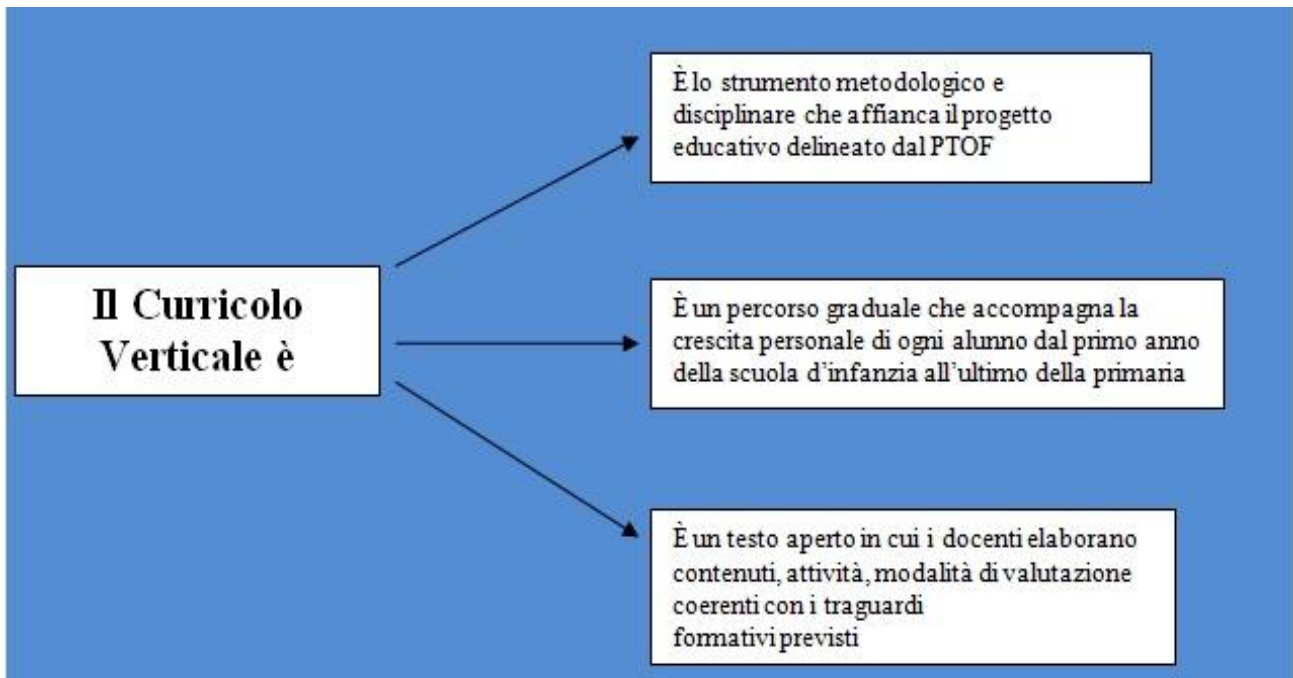 Il Curricolo
Verticale è
È lo strumento metodologico e
disciplinare che affianca il progetto
educativo delineato dal PTOF
È un percorso graduale che accompagna la
crescita personale di ogni alunno dal primo anno
della scuola d’infanzia all’ultimo della primaria
È un testo aperto in cui i docenti elaborano
contenuti, attività, modalità di valutazione
coerenti con i traguardi
formativi previsti